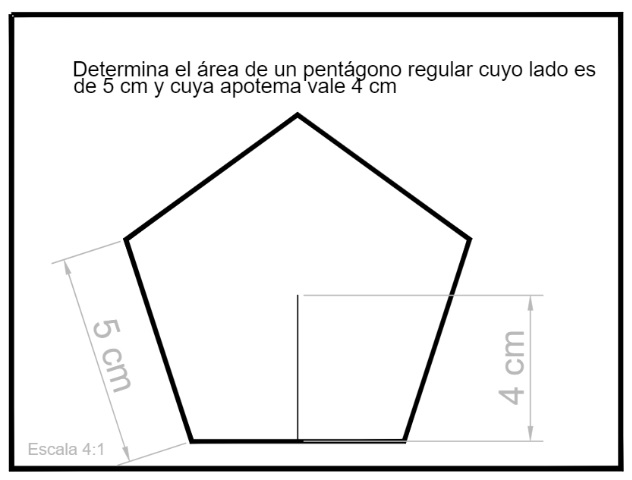 Determina el área de un pentágono regular cuyo lado es
de 5 cm y cuya apotema vale 4 cm
5 cm
4 cm
Escala 4:1